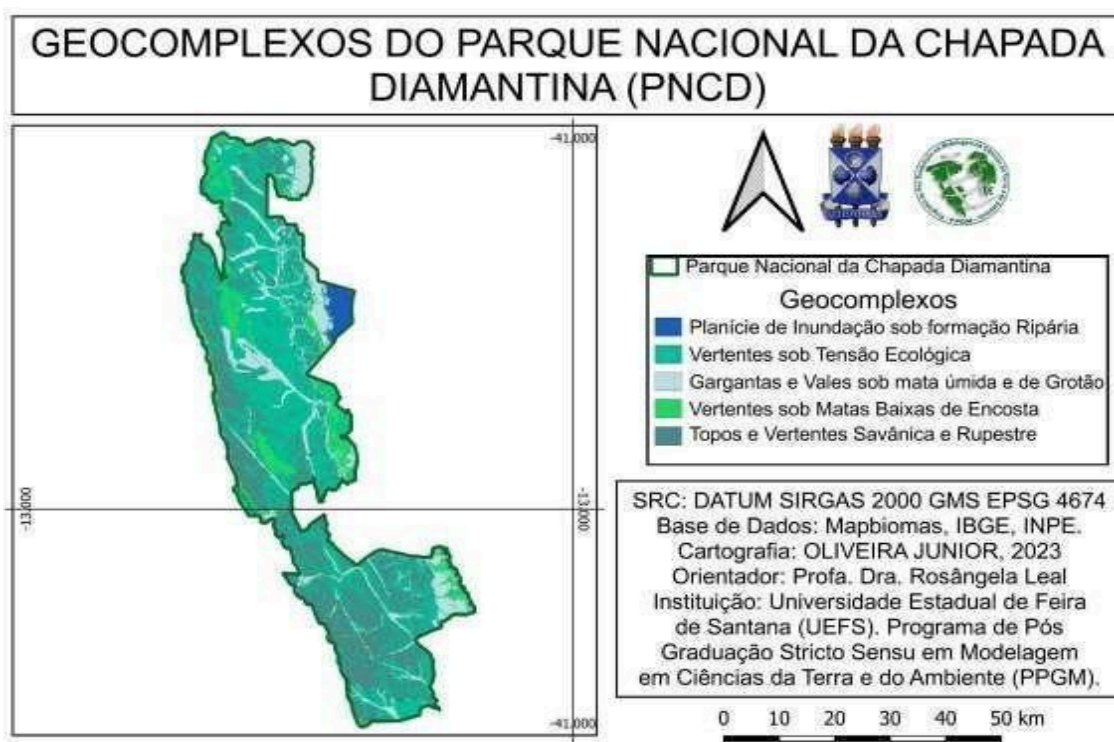 GEOCOMPLEXOS DO PARQUE NACIONAL DA CHAPADA
DIAMANTINA (PNCD)
-41,000
-13,000
-13,000
-41,000
Parque Nacional da Chapada Diamantina
Geocomplexos
Planície de Inundação sob formação Ripária
Vertentes sob Tensão Ecológica
Gargantas e Vales sob mata úmida e de Grotão
Vertentes sob Matas Baixas de Encosta
Topos e Vertentes Savânica e Rupestre
SRC: DATUM SIRGAS 2000 GMS EPSG 4674
Base de Dados: Mapbiomas, IBGE, INPE.
Cartografia: OLIVEIRA JUNIOR, 2023
Orientador: Profa. Dra. Rosângela Leal
Instituição: Universidade Estadual de Feira
de Santana (UEFS). Programa de Pós
Graduação Stricto Sensu em Modelagem
em Ciências da Terra e do Ambiente (PPGM).
0 10 20 30 40 50 km